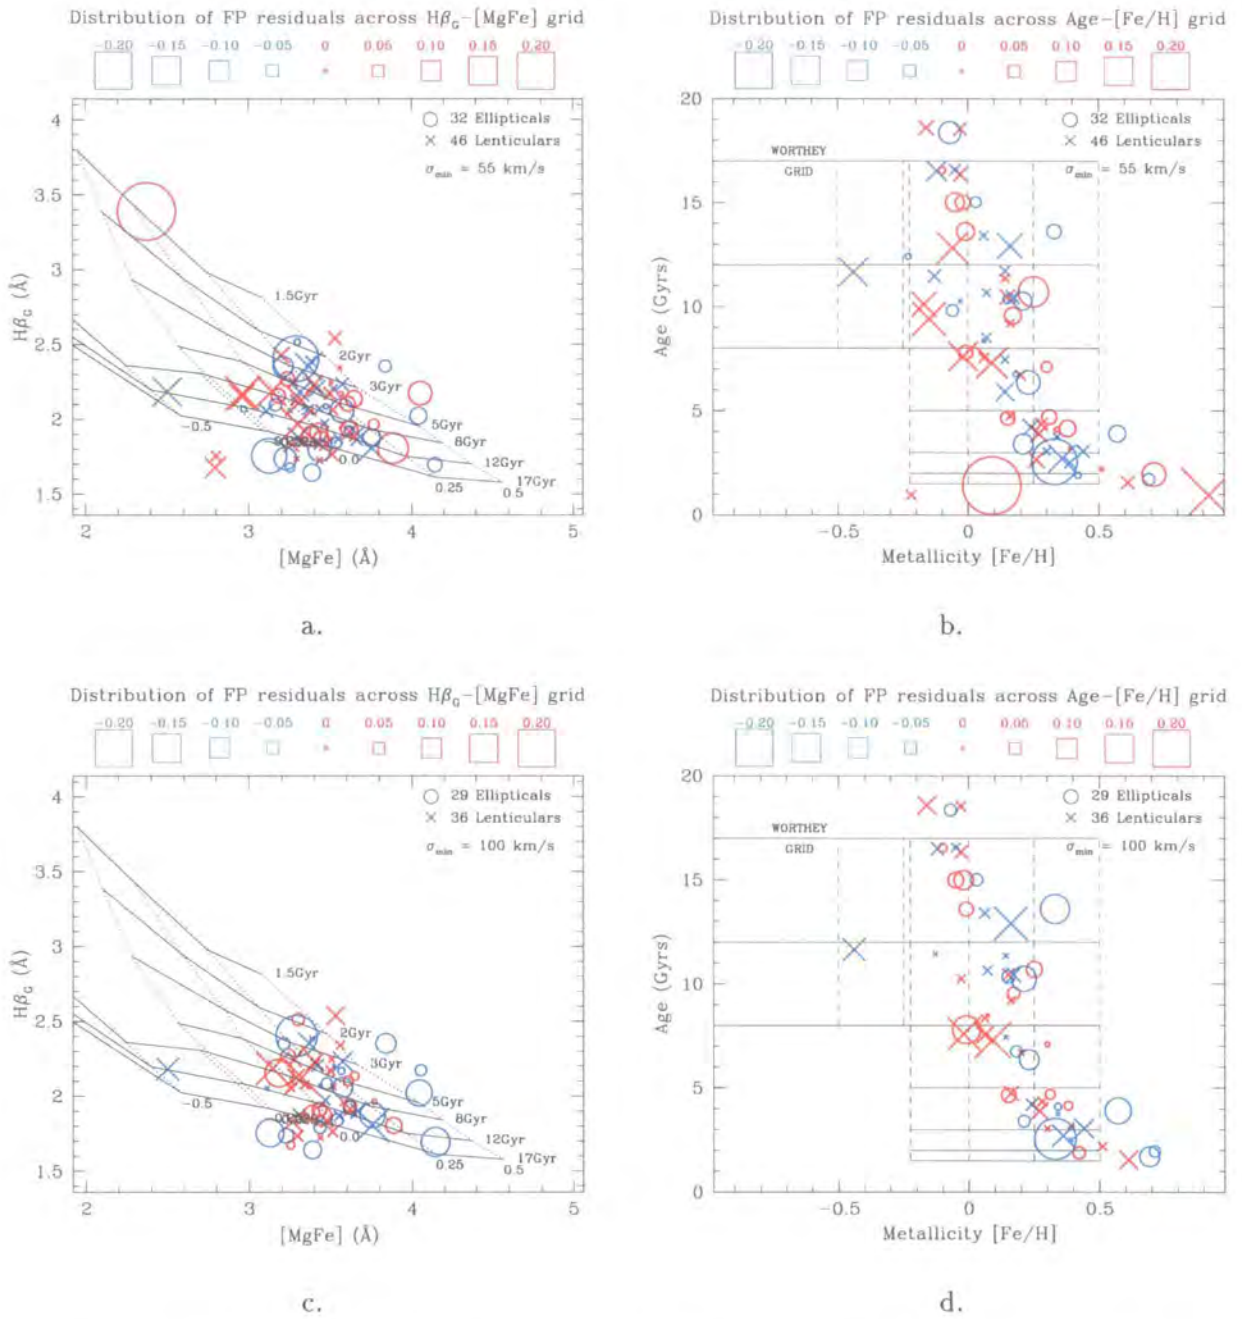 Distribution of FP residuals across Hβ_G-[MgFe] grid
-0.20 -0.15 -0.10 -0.05 0 0.05 0.10 0.15 0.20
32 Ellipticals
46 Lenticulars
σ_min = 55 km/s
4
3.5
3
2.5
2
1.5
Hβ_G (Å)
1.5Gyr
2Gyr
3Gyr
5Gyr
8Gyr
12Gyr
17Gyr
-0.5
0.0
0.25
0.5
2 3 4 5
[MgFe] (Å)
a.
Distribution of FP residuals across Age-[Fe/H] grid
-0.20 -0.15 -0.10 -0.05 0 0.05 0.10 0.15 0.20
32 Ellipticals
46 Lenticulars
σ_min = 55 km/s
WORTHEY
GRID
20
15
10
5
0
Age (Gyrs)
-0.5 0 0.5
Metallicity [Fe/H]
b.
Distribution of FP residuals across Hβ_G-[MgFe] grid
-0.20 -0.15 -0.10 -0.05 0 0.05 0.10 0.15 0.20
29 Ellipticals
36 Lenticulars
σ_min = 100 km/s
4
3.5
3
2.5
2
1.5
Hβ_G (Å)
1.5Gyr
2Gyr
3Gyr
5Gyr
8Gyr
12Gyr
17Gyr
-0.5
0.0
0.25
0.5
2 3 4 5
[MgFe] (Å)
c.
Distribution of FP residuals across Age-[Fe/H] grid
-0.20 -0.15 -0.10 -0.05 0 0.05 0.10 0.15 0.20
29 Ellipticals
36 Lenticulars
σ_min = 100 km/s
WORTHEY
GRID
20
15
10
5
0
Age (Gyrs)
-0.5 0 0.5
Metallicity [Fe/H]
d.